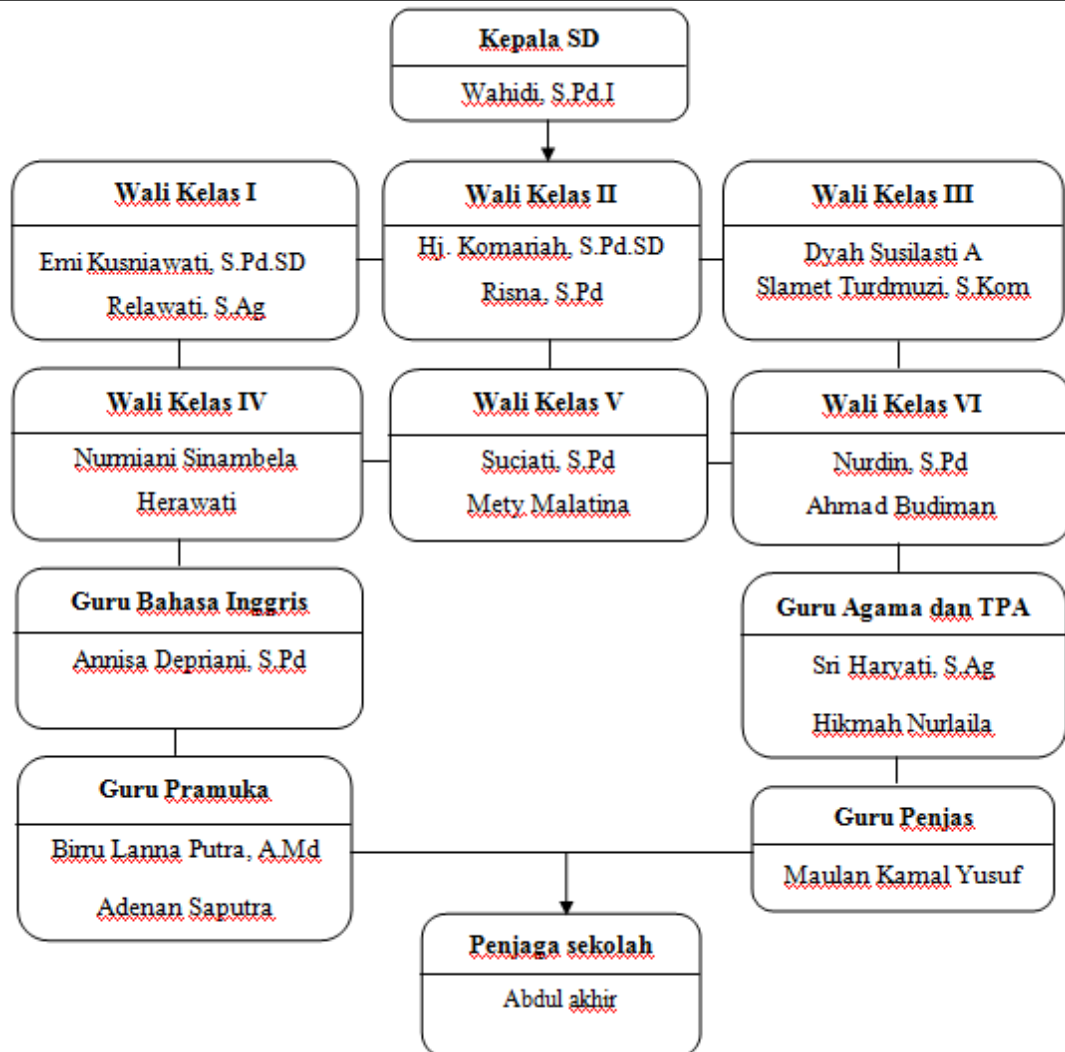 Kepala SD
Wahidi, S.Pd.I
Wali Kelas I
Emi Kusniawati, S.Pd.SD
Relawati, S.Ag
Wali Kelas II
Hj. Komariah, S.Pd.SD
Risna, S.Pd
Wali Kelas III
Dyah Susilasti A
Slamet Turdmuzi, S.Kom
Wali Kelas IV
Nurmiani Sinambela
Herawati
Wali Kelas V
Suciati, S.Pd
Mety Malatina
Wali Kelas VI
Nurdin, S.Pd
Ahmad Budiman
Guru Bahasa Inggris
Annisa Depriani, S.Pd
Guru Agama dan TPA
Sri Haryati, S.Ag
Hikmah Nurlaila
Guru Pramuka
Birru Lanna Putra, A.Md
Adenan Saputra
Guru Penjas
Maulan Kamal Yusuf
Penjaga sekolah
Abdul akhir